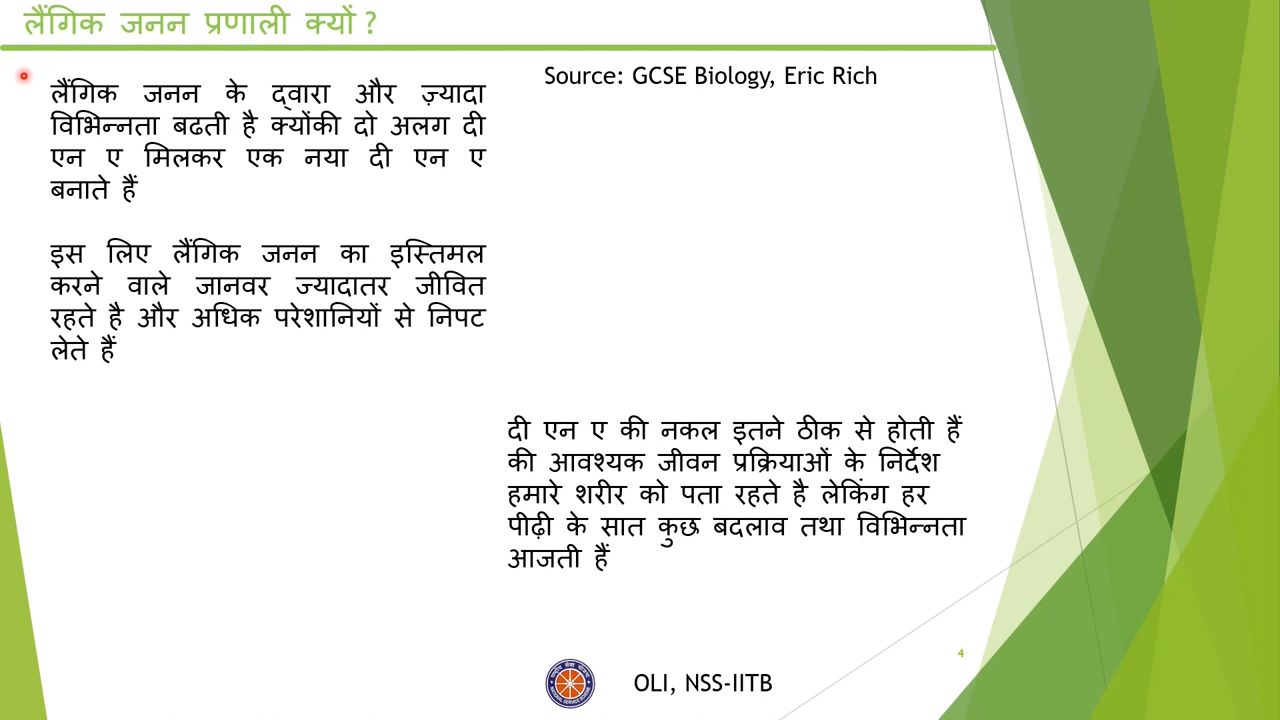 लैंगिक जनन प्रणाली क्यों ?
Source: GCSE Biology, Eric Rich
लैंगिक जनन के द्वारा और ज़्यादा
विभिन्नता बढती है क्योंकी दो अलग दी
एन ए मिलकर एक नया दी एन ए
बनाते हैं
इस लिए लैंगिक जनन का इस्तिमल
करने वाले जानवर ज्यादातर जीवित
रहते है और अधिक परेशानियों से निपट
लेते हैं
दी एन ए की नकल इतने ठीक से होती हैं
की आवश्यक जीवन प्रक्रियाओं के निर्देश
हमारे शरीर को पता रहते है लेकिंग हर
पीढ़ी के सात कुछ बदलाव तथा विभिन्नता
आजती हैं
4
OLI, NSS-IITB